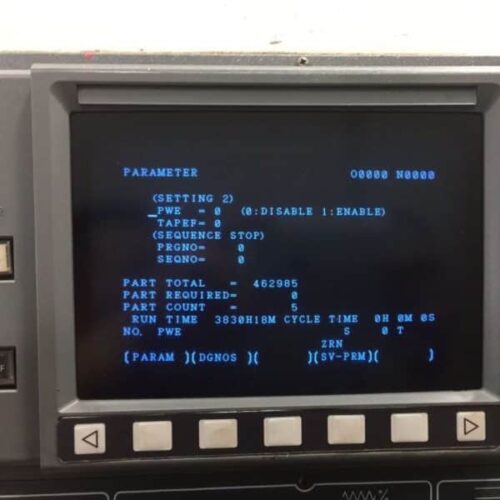 PARAMETER O0000 N0000
(SETTING 2)
_PWE = 0 (0:DISABLE 1:ENABLE)
TAPEF= 0
(SEQUENCE STOP)
PRGNO= 0
SEQNO= 0
PART TOTAL = 462985
PART REQUIRED= 0
PART COUNT = 5
RUN TIME 3830H18M CYCLE TIME 0H 0M 0S
NO. PWE S 0 T
ZRN
[PARAM ][DGNOS ][ ][SV-PRM][ ]